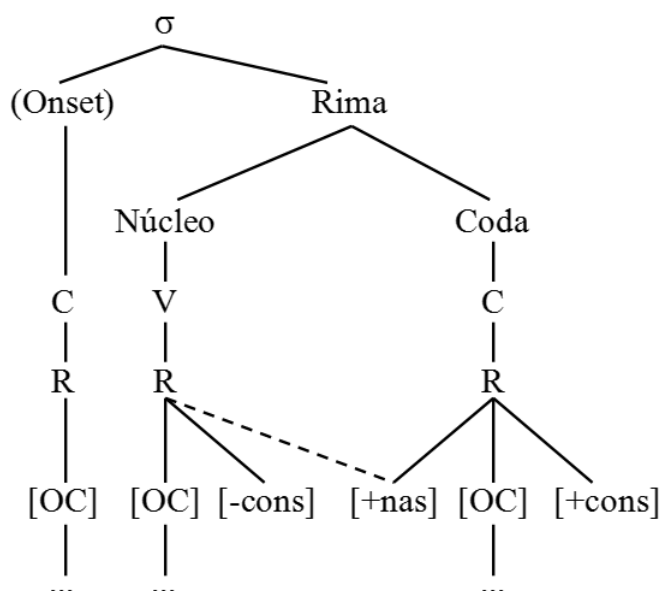 σ
(Onset) Rima
Núcleo Coda
C V C
R R R
[OC] [OC] [-cons] [+nas] [OC] [+cons]
... ... ...